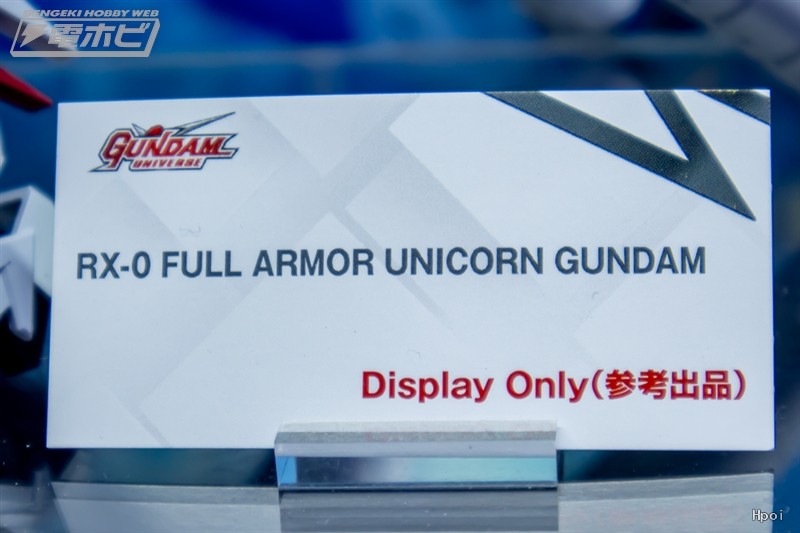 DENGEKI HOBBY WEB
電ホビ
GUNDAM
UNIVERSE
RX-0 FULL ARMOR UNICORN GUNDAM
Display Only(参考出品)
Hpoi